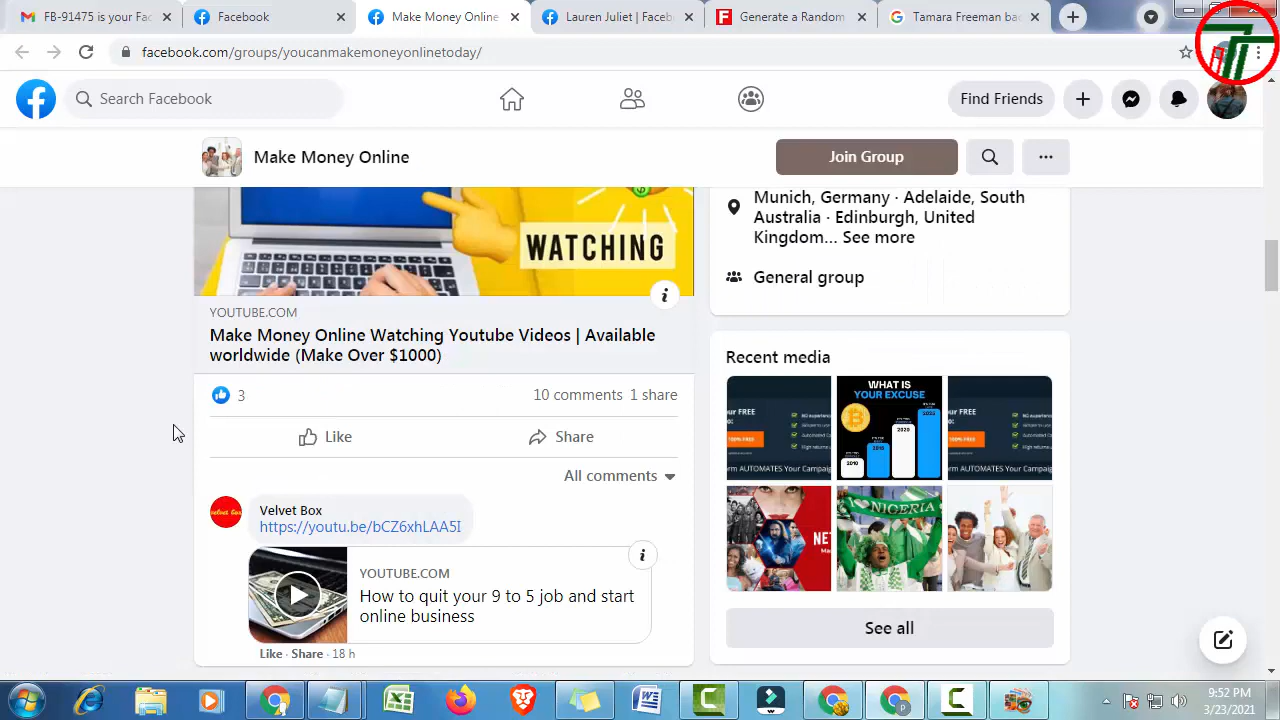 FB-91475 is your Fac
Facebook
Make Money Online
Lauren Juliet | Faceb
Generate a Random
facebook.com/groups/youcanmakemoneyonlinetoday/
Search Facebook
Find Friends
Make Money Online
Join Group
WATCHING
YOUTUBE.COM
Make Money Online Watching Youtube Videos | Available
worldwide (Make Over $1000)
3
10 comments 1 share
Like
Share
All comments
Velvet Box
https://youtu.be/bCZ6xhLAA5I
YOUTUBE.COM
How to quit your 9 to 5 job and start
online business
Like · Share · 18 h
Munich, Germany · Adelaide, South
Australia · Edinburgh, United
Kingdom... See more
General group
Recent media
WHAT IS
YOUR EXCUSE
2010
2015
2020
NIGERIA
See all
9:52 PM
3/23/2021